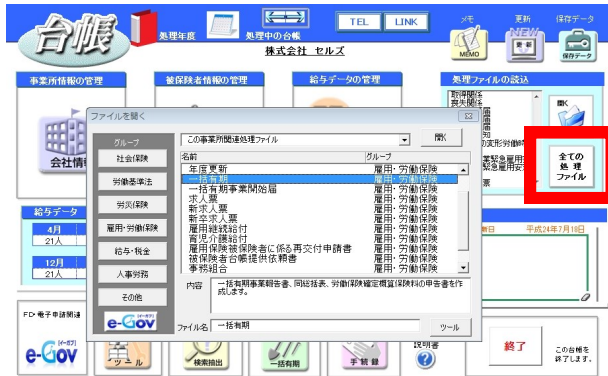 台帳
処理年度
処理中の台帳
TEL
LINK
メモ
更新
保存データ
MEMO
NEW
更新
保存データ
株式会社 セルズ
事業所情報の管理
被保険者情報の管理
給与データの管理
処理ファイルの読込
取得関係
喪失関係
開く
全ての
処理
ファイル
会社情
ファイルを開く
グループ
この事業所関連処理ファイル
開く
社会保険
労働基準法
労災保険
雇用・労働保険
給与・税金
人事労務
その他
e-Gov
名前
グループ
年度更新
雇用・労働保険
一括有期
雇用・労働保険
一括有期事業開始届
雇用・労働保険
求人票
雇用・労働保険
新求人票
雇用・労働保険
新卒求人票
雇用・労働保険
雇用継続給付
雇用・労働保険
育児介護給付
雇用・労働保険
雇用保険被保険者に係る再交付申請書
雇用・労働保険
被保険者台帳提供依頼書
雇用・労働保険
事務組合
雇用・労働保険
内容
一括有期事業報告書、同総括表、労働保険確定概算保険料の申告書を作
成します。
ファイル名
一括有期
ツール
給与データ
4月
21人
12月
21人
平成24年7月10日
FD・電子申請関連
e-Gov
ツール
検索抽出
一括有期
手続録
説明書
終了
この台帳を
終了します。